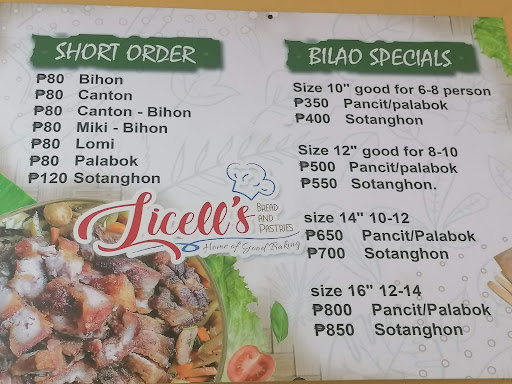 SHORT ORDER
₱80 Bihon
₱80 Canton
₱80 Canton - Bihon
₱80 Miki - Bihon
₱80 Lomi
₱80 Palabok
₱120 Sotanghon
Licell's
BREAD
AND
PASTRIES
Home of Good Baking
BILAO SPECIALS
Size 10" good for 6-8 person
₱350 Pancit/palabok
₱400 Sotanghon
Size 12" good for 8-10
₱500 Pancit/palabok
₱550 Sotanghon.
size 14" 10-12
₱650 Pancit/Palabok
₱700 Sotanghon
size 16" 12-14
₱800 Pancit/Palabok
₱850 Sotanghon